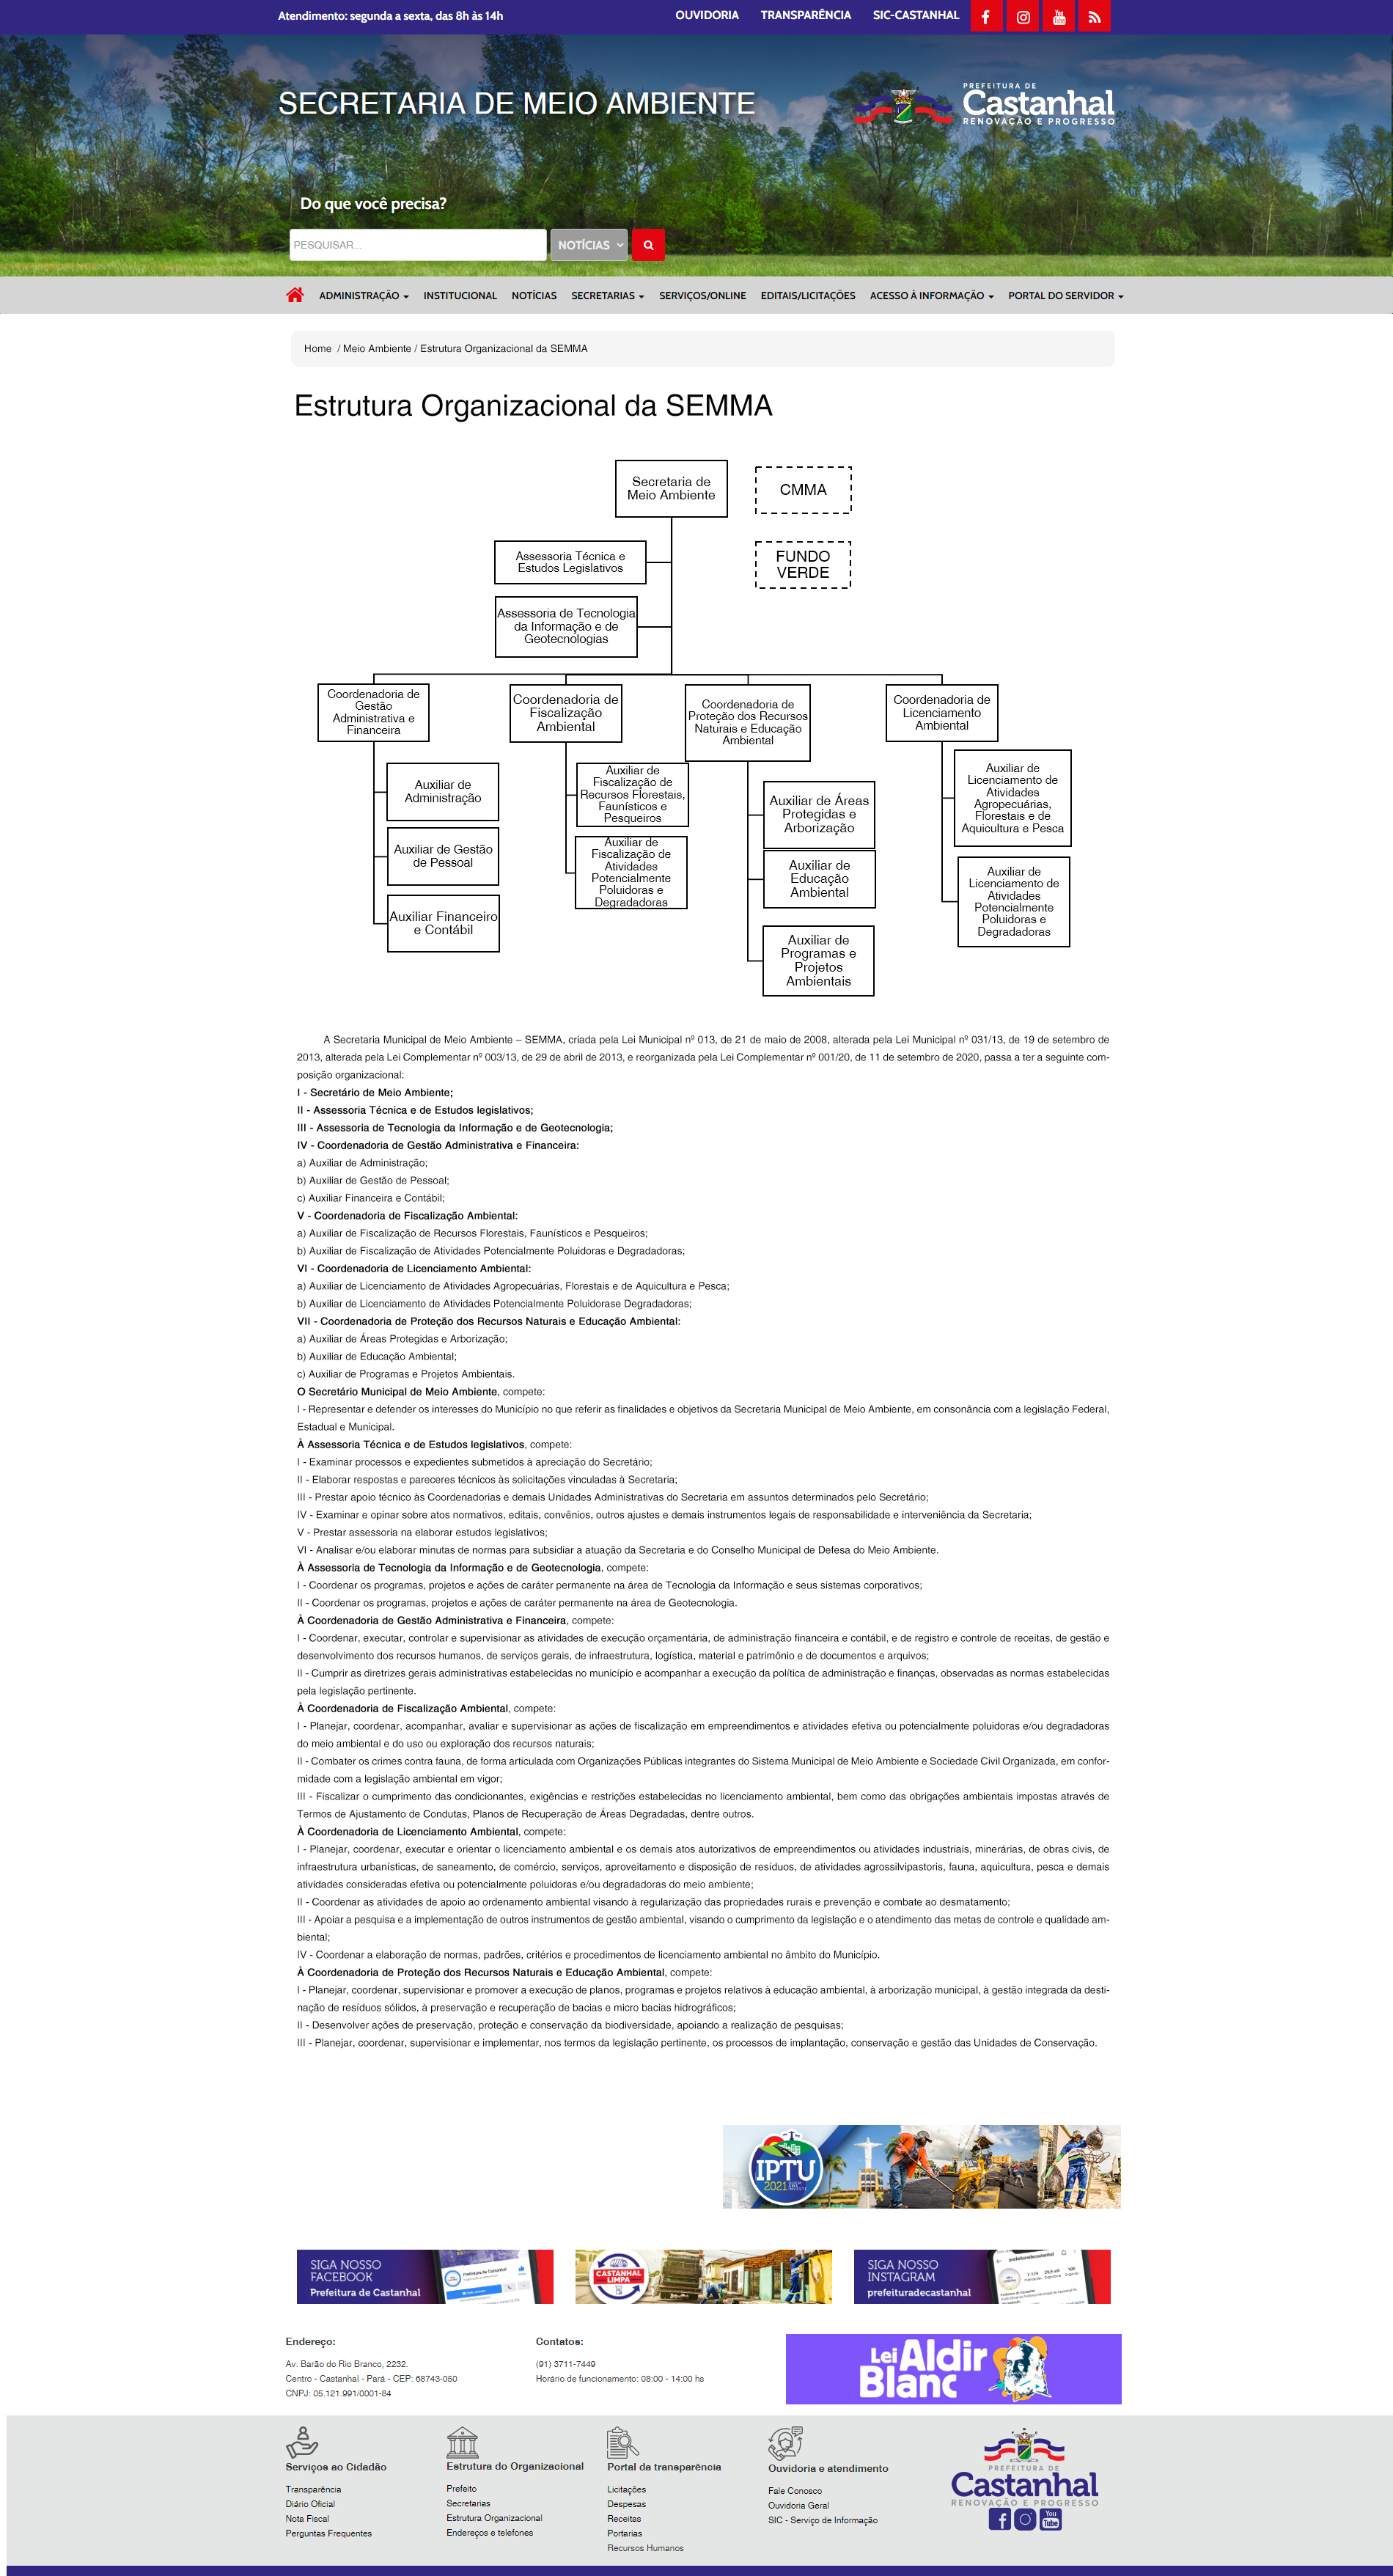 Atendimento: segunda a sexta, das 8h às 14h
OUVIDORIA TRANSPARÊNCIA SIC-CASTANHAL
SECRETARIA DE MEIO AMBIENTE
PREFEITURA DE
Castanhal
RENOVAÇÃO E PROGRESSO
Do que você precisa?
PESQUISAR...
NOTÍCIAS
ADMINISTRAÇÃO INSTITUCIONAL NOTÍCIAS SECRETARIAS SERVIÇOS/ONLINE EDITAIS/LICITAÇÕES ACESSO À INFORMAÇÃO PORTAL DO SERVIDOR
Home / Meio Ambiente / Estrutura Organizacional da SEMMA
Estrutura Organizacional da SEMMA
Secretaria de
Meio Ambiente
CMMA
Assessoria Técnica e
Estudos Legislativos
FUNDO
VERDE
Assessoria de Tecnologia
da Informação e de
Geotecnologias
Coordenadoria de
Gestão
Administrativa e
Financeira
Coordenadoria de
Fiscalização
Ambiental
Coordenadoria de
Proteção dos Recursos
Naturais e Educação
Ambiental
Coordenadoria de
Licenciamento
Ambiental
Auxiliar de
Administração
Auxiliar de Gestão
de Pessoal
Auxiliar Financeiro
e Contábil
Auxiliar de
Fiscalização de
Recursos Florestais,
Faunísticos e
Pesqueiros
Auxiliar de
Fiscalização de
Atividades
Potencialmente
Poluidoras e
Degradadoras
Auxiliar de Áreas
Protegidas e
Arborização
Auxiliar de
Educação
Ambiental
Auxiliar de
Programas e
Projetos
Ambientais
Auxiliar de
Licenciamento de
Atividades
Agropecuárias,
Florestais e de
Aquicultura e Pesca
Auxiliar de
Licenciamento de
Atividades
Potencialmente
Poluidoras e
Degradadoras
A Secretaria Municipal de Meio Ambiente – SEMMA, criada pela Lei Municipal nº 013, de 21 de maio de 2008, alterada pela Lei Municipal nº 031/13, de 19 de setembro de
2013, alterada pela Lei Complementar nº 003/13, de 29 de abril de 2013, e reorganizada pela Lei Complementar nº 001/20, de 11 de setembro de 2020, passa a ter a seguinte com-
posição organizacional:
I - Secretário de Meio Ambiente;
II - Assessoria Técnica e de Estudos legislativos;
III - Assessoria de Tecnologia da Informação e de Geotecnologia;
IV - Coordenadoria de Gestão Administrativa e Financeira:
a) Auxiliar de Administração;
b) Auxiliar de Gestão de Pessoal;
c) Auxiliar Financeira e Contábil;
V - Coordenadoria de Fiscalização Ambiental:
a) Auxiliar de Fiscalização de Recursos Florestais, Faunísticos e Pesqueiros;
b) Auxiliar de Fiscalização de Atividades Potencialmente Poluidoras e Degradadoras;
VI - Coordenadoria de Licenciamento Ambiental:
a) Auxiliar de Licenciamento de Atividades Agropecuárias, Florestais e de Aquicultura e Pesca;
b) Auxiliar de Licenciamento de Atividades Potencialmente Poluidorase Degradadoras;
VII - Coordenadoria de Proteção dos Recursos Naturais e Educação Ambiental:
a) Auxiliar de Áreas Protegidas e Arborização;
b) Auxiliar de Educação Ambiental;
c) Auxiliar de Programas e Projetos Ambientais.
O Secretário Municipal de Meio Ambiente, compete:
I - Representar e defender os interesses do Município no que referir as finalidades e objetivos da Secretaria Municipal de Meio Ambiente, em consonância com a legislação Federal,
Estadual e Municipal.
À Assessoria Técnica e de Estudos legislativos, compete:
I - Examinar processos e expedientes submetidos à apreciação do Secretário;
II - Elaborar respostas e pareceres técnicos às solicitações vinculadas à Secretaria;
III - Prestar apoio técnico às Coordenadorias e demais Unidades Administrativas do Secretaria em assuntos determinados pelo Secretário;
IV - Examinar e opinar sobre atos normativos, editais, convênios, outros ajustes e demais instrumentos legais de responsabilidade e interveniência da Secretaria;
V - Prestar assessoria na elaborar estudos legislativos;
VI - Analisar e/ou elaborar minutas de normas para subsidiar a atuação da Secretaria e do Conselho Municipal de Defesa do Meio Ambiente.
À Assessoria de Tecnologia da Informação e de Geotecnologia, compete:
I - Coordenar os programas, projetos e ações de caráter permanente na área de Tecnologia da Informação e seus sistemas corporativos;
II - Coordenar os programas, projetos e ações de caráter permanente na área de Geotecnologia.
À Coordenadoria de Gestão Administrativa e Financeira, compete:
I - Coordenar, executar, controlar e supervisionar as atividades de execução orçamentária, de administração financeira e contábil, e de registro e controle de receitas, de gestão e
desenvolvimento dos recursos humanos, de serviços gerais, de infraestrutura, logística, material e patrimônio e de documentos e arquivos;
II - Cumprir as diretrizes gerais administrativas estabelecidas no município e acompanhar a execução da política de administração e finanças, observadas as normas estabelecidas
pela legislação pertinente.
À Coordenadoria de Fiscalização Ambiental, compete:
I - Planejar, coordenar, acompanhar, avaliar e supervisionar as ações de fiscalização em empreendimentos e atividades efetiva ou potencialmente poluidoras e/ou degradadoras
do meio ambiental e do uso ou exploração dos recursos naturais;
II - Combater os crimes contra fauna, de forma articulada com Organizações Públicas integrantes do Sistema Municipal de Meio Ambiente e Sociedade Civil Organizada, em confor-
midade com a legislação ambiental em vigor;
III - Fiscalizar o cumprimento das condicionantes, exigências e restrições estabelecidas no licenciamento ambiental, bem como das obrigações ambientais impostas através de
Termos de Ajustamento de Condutas, Planos de Recuperação de Áreas Degradadas, dentre outros.
À Coordenadoria de Licenciamento Ambiental, compete:
I - Planejar, coordenar, executar e orientar o licenciamento ambiental e os demais atos autorizativos de empreendimentos ou atividades industriais, minerárias, de obras civis, de
infraestrutura urbanísticas, de saneamento, de comércio, serviços, aproveitamento e disposição de resíduos, de atividades agrossilvipastoris, fauna, aquicultura, pesca e demais
atividades consideradas efetiva ou potencialmente poluidoras e/ou degradadoras do meio ambiente;
II - Coordenar as atividades de apoio ao ordenamento ambiental visando à regularização das propriedades rurais e prevenção e combate ao desmatamento;
III - Apoiar a pesquisa e a implementação de outros instrumentos de gestão ambiental, visando o cumprimento da legislação e o atendimento das metas de controle e qualidade am-
biental;
IV - Coordenar a elaboração de normas, padrões, critérios e procedimentos de licenciamento ambiental no âmbito do Município.
À Coordenadoria de Proteção dos Recursos Naturais e Educação Ambiental, compete:
I - Planejar, coordenar, supervisionar e promover a execução de planos, programas e projetos relativos à educação ambiental, à arborização municipal, à gestão integrada da desti-
nação de resíduos sólidos, à preservação e recuperação de bacias e micro bacias hidrográficos;
II - Desenvolver ações de preservação, proteção e conservação da biodiversidade, apoiando a realização de pesquisas;
III - Planejar, coordenar, supervisionar e implementar, nos termos da legislação pertinente, os processos de implantação, conservação e gestão das Unidades de Conservação.
IPTU
2021
SIGA NOSSO
FACEBOOK
Prefeitura de Castanhal
CASTANHAL
LIMPA
SIGA NOSSO
INSTAGRAM
prefeituradecastanhal
Endereço:
Av. Barão do Rio Branco, 2232.
Centro - Castanhal - Pará - CEP: 68743-050
CNPJ: 05.121.991/0001-84
Contatos:
(91) 3711-7449
Horário de funcionamento: 08:00 - 14:00 hs
Lei Aldir
Blanc
Serviços ao Cidadão
Transparência
Diário Oficial
Nota Fiscal
Perguntas Frequentes
Estrutura do Organizacional
Prefeito
Secretarias
Estrutura Organizacional
Endereços e telefones
Portal da transparência
Licitações
Despesas
Receitas
Portarias
Recursos Humanos
Ouvidoria e atendimento
Fale Conosco
Ouvidoria Geral
SIC - Serviço de Informação
PREFEITURA DE
Castanhal
RENOVAÇÃO E PROGRESSO
You
Tube